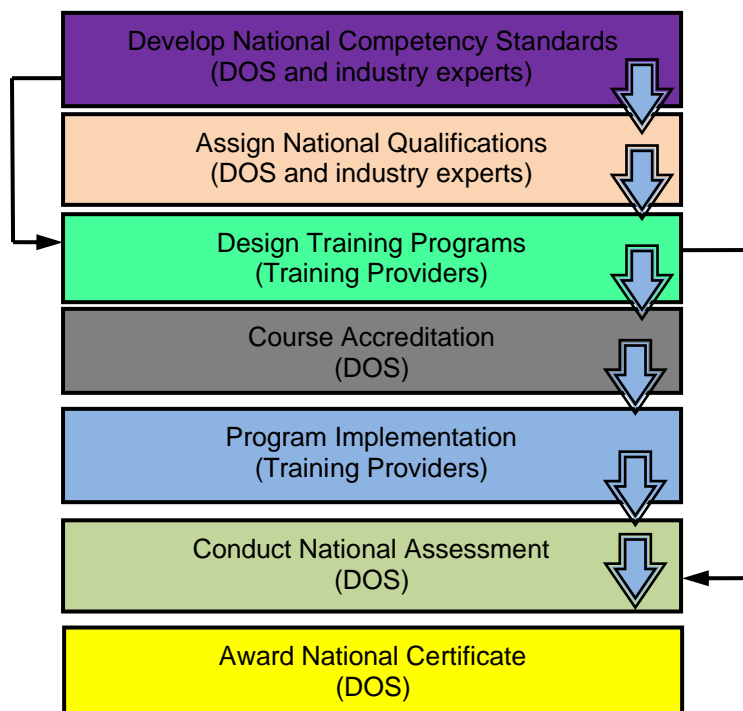 Develop National Competency Standards
(DOS and industry experts)
Assign National Qualifications
(DOS and industry experts)
Design Training Programs
(Training Providers)
Course Accreditation
(DOS)
Program Implementation
(Training Providers)
Conduct National Assessment
(DOS)
Award National Certificate
(DOS)